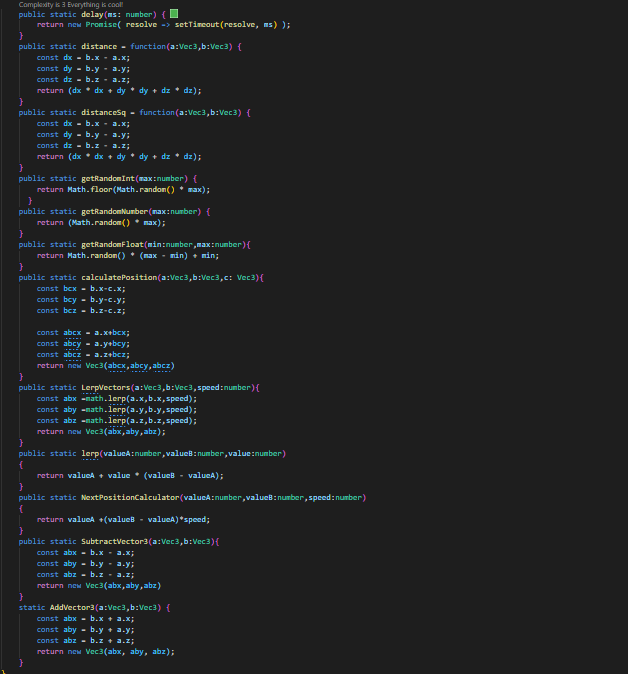 Complexity is 3 Everything is cool!
public static delay(ms: number) {
return new Promise( resolve => setTimeout(resolve, ms) );
}
public static distance = function(a:Vec3,b:Vec3) {
const dx = b.x - a.x;
const dy = b.y - a.y;
const dz = b.z - a.z;
return (dx * dx + dy * dy + dz * dz);
}
public static distanceSq = function(a:Vec3,b:Vec3) {
const dx = b.x - a.x;
const dy = b.y - a.y;
const dz = b.z - a.z;
return (dx * dx + dy * dy + dz * dz);
}
public static getRandomInt(max:number) {
return Math.floor(Math.random() * max);
}
public static getRandomNumber(max:number) {
return (Math.random() * max);
}
public static getRandomFloat(min:number,max:number){
return Math.random() * (max - min) + min;
}
public static calculatePosition(a:Vec3,b:Vec3,c: Vec3){
const bcx = b.x-c.x;
const bcy = b.y-c.y;
const bcz = b.z-c.z;
const abcx = a.x+bcx;
const abcy = a.y+bcy;
const abcz = a.z+bcz;
return new Vec3(abcx,abcy,abcz)
}
public static LerpVectors(a:Vec3,b:Vec3,speed:number){
const abx =math.lerp(a.x,b.x,speed);
const aby =math.lerp(a.y,b.y,speed);
const abz =math.lerp(a.z,b.z,speed);
return new Vec3(abx,aby,abz);
}
public static lerp(valueA:number,valueB:number,value:number)
{
return valueA + value * (valueB - valueA);
}
public static NextPositionCalculator(valueA:number,valueB:number,speed:number)
{
return valueA +(valueB - valueA)*speed;
}
public static SubtractVector3(a:Vec3,b:Vec3){
const abx = b.x - a.x;
const aby = b.y - a.y;
const abz = b.z - a.z;
return new Vec3(abx,aby,abz)
}
static AddVector3(a:Vec3,b:Vec3) {
const abx = b.x + a.x;
const aby = b.y + a.y;
const abz = b.z + a.z;
return new Vec3(abx, aby, abz);
}
}